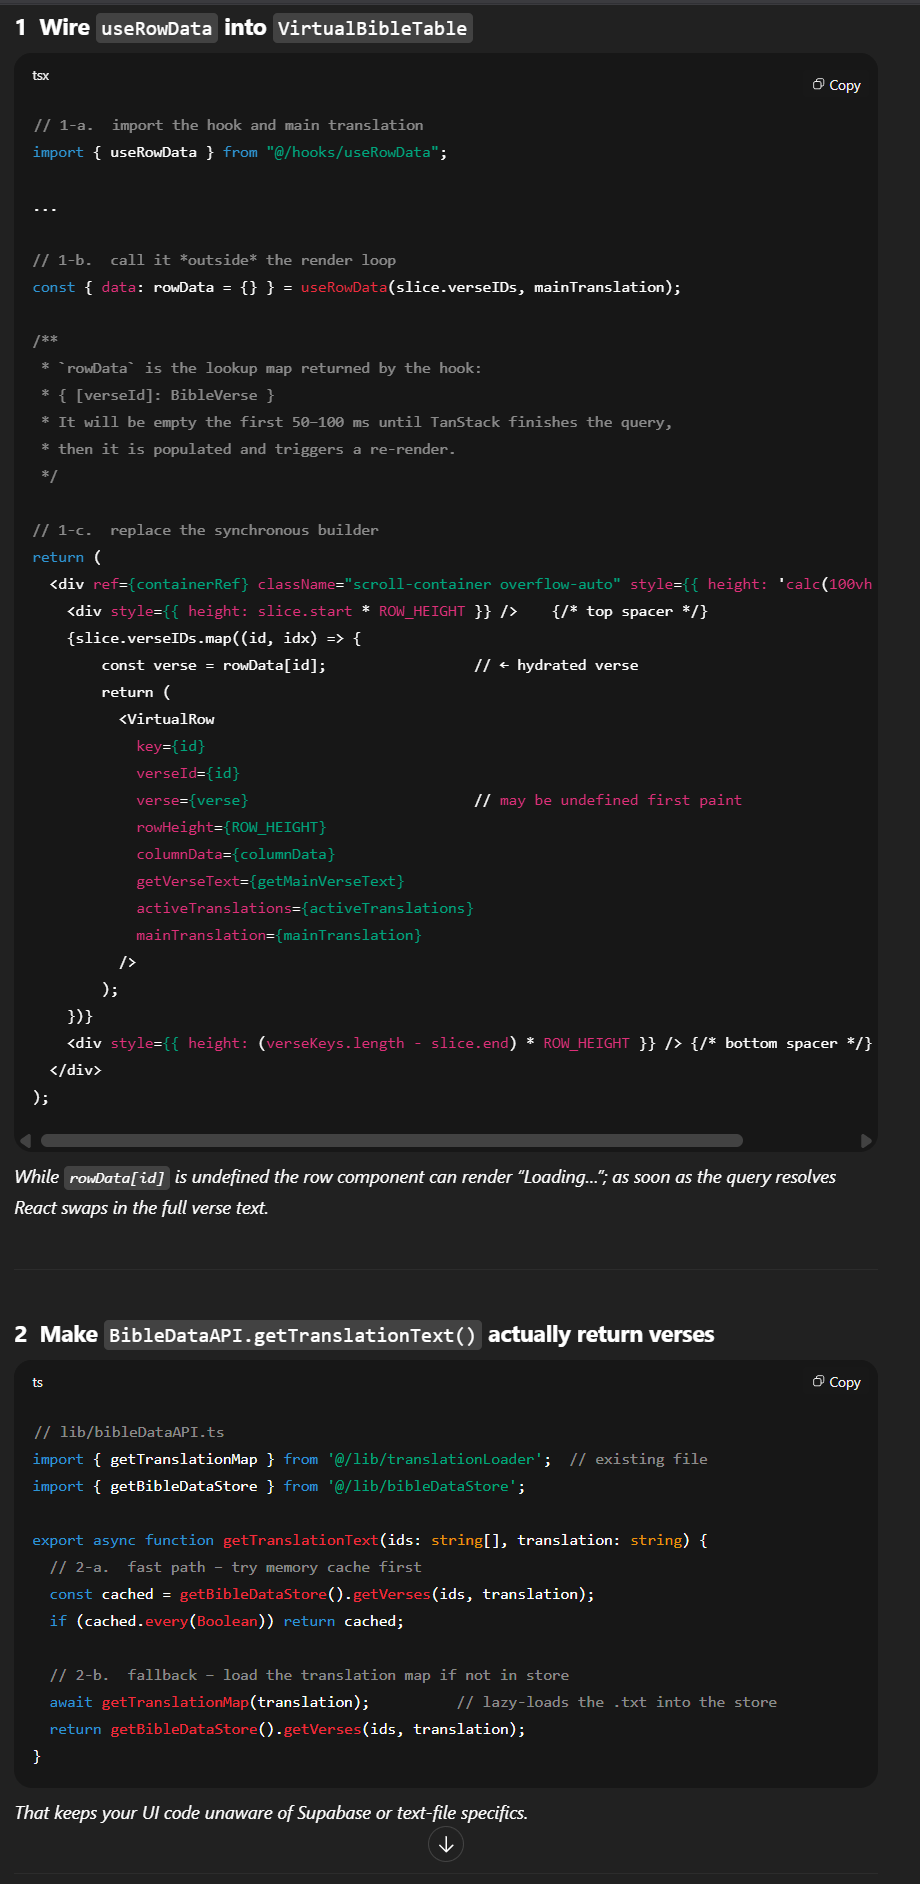 1 Wire useRowData into VirtualBibleTable
tsx
Copy
// 1-a.  import the hook and main translation
import { useRowData } from "@/hooks/useRowData";
...
// 1-b.  call it *outside* the render loop
const { data: rowData = {} } = useRowData(slice.verseIDs, mainTranslation);
/**
 * `rowData` is the lookup map returned by the hook:
 * { [verseId]: BibleVerse }
 * It will be empty the first 50–100 ms until TanStack finishes the query,
 * then it is populated and triggers a re-render.
 */
// 1-c.  replace the synchronous builder
return (
  <div ref={containerRef} className="scroll-container overflow-auto" style={{ height: 'calc(100vh
    <div style={{ height: slice.start * ROW_HEIGHT }} />    {/* top spacer */}
    {slice.verseIDs.map((id, idx) => {
        const verse = rowData[id];                 // ← hydrated verse
        return (
          <VirtualRow
            key={id}
            verseId={id}
            verse={verse}                          // may be undefined first paint
            rowHeight={ROW_HEIGHT}
            columnData={columnData}
            getVerseText={getMainVerseText}
            activeTranslations={activeTranslations}
            mainTranslation={mainTranslation}
          />
        );
    })}
    <div style={{ height: (verseKeys.length - slice.end) * ROW_HEIGHT }} /> {/* bottom spacer */}
  </div>
);
While rowData[id] is undefined the row component can render “Loading…”; as soon as the query resolves
React swaps in the full verse text.
2 Make BibleDataAPI.getTranslationText() actually return verses
ts
Copy
// lib/bibleDataAPI.ts
import { getTranslationMap } from '@/lib/translationLoader';  // existing file
import { getBibleDataStore } from '@/lib/bibleDataStore';
export async function getTranslationText(ids: string[], translation: string) {
  // 2-a.  fast path – try memory cache first
  const cached = getBibleDataStore().getVerses(ids, translation);
  if (cached.every(Boolean)) return cached;
  // 2-b.  fallback – load the translation map if not in store
  await getTranslationMap(translation);          // lazy-loads the .txt into the store
  return getBibleDataStore().getVerses(ids, translation);
}
That keeps your UI code unaware of Supabase or text-file specifics.